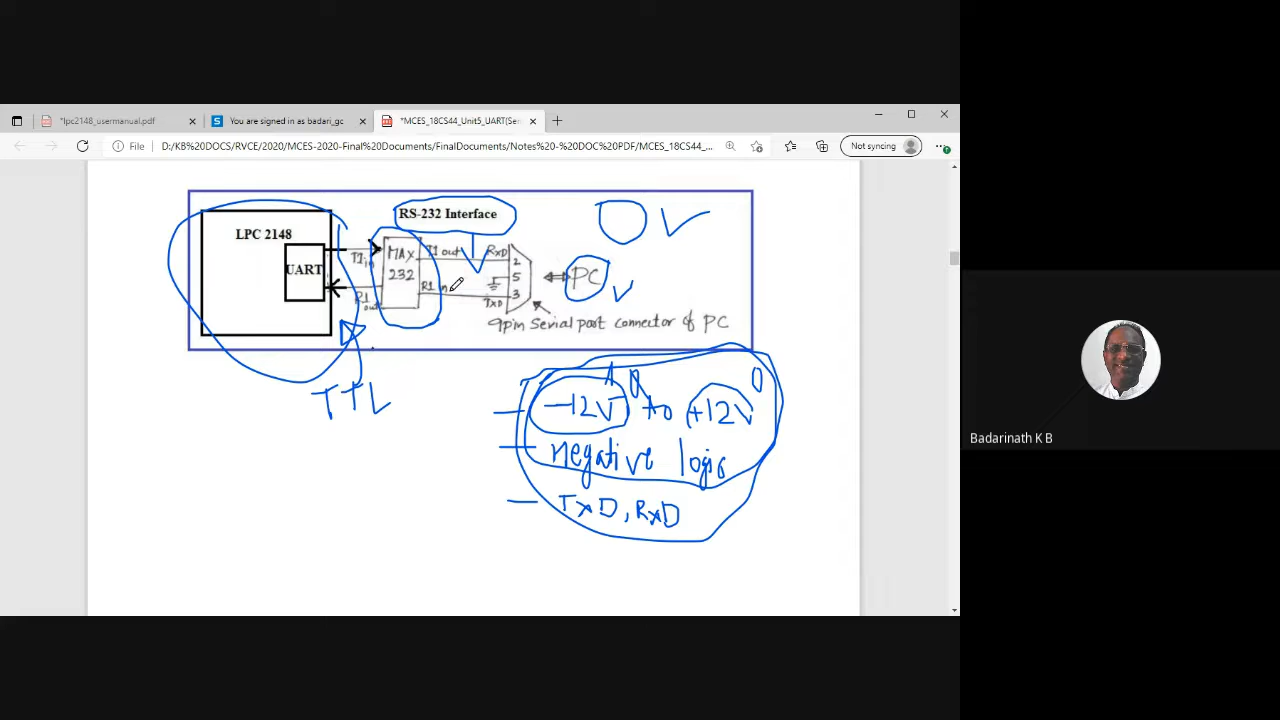 *lpc2148_usermanual.pdf
You are signed in as badari_gc
*MCES_18CS44_Unit5_UART(Se
File
D:/KB%20DOCS/RVCE/2020/MCES-2020-Final%20Documents/FinalDocuments/Notes%20-%20DOC%20PDF/MCES_18CS44_...
Not syncing
RS-232 Interface
LPC 2148
UART
T1in
R1out
MAX
232
T1 out
R1 in
RxD
TxD
2
5
3
PC
9pin Serial port connector of PC
TTL
1
0
-12V to +12V
negative logic
TxD, RxD
Badarinath K B